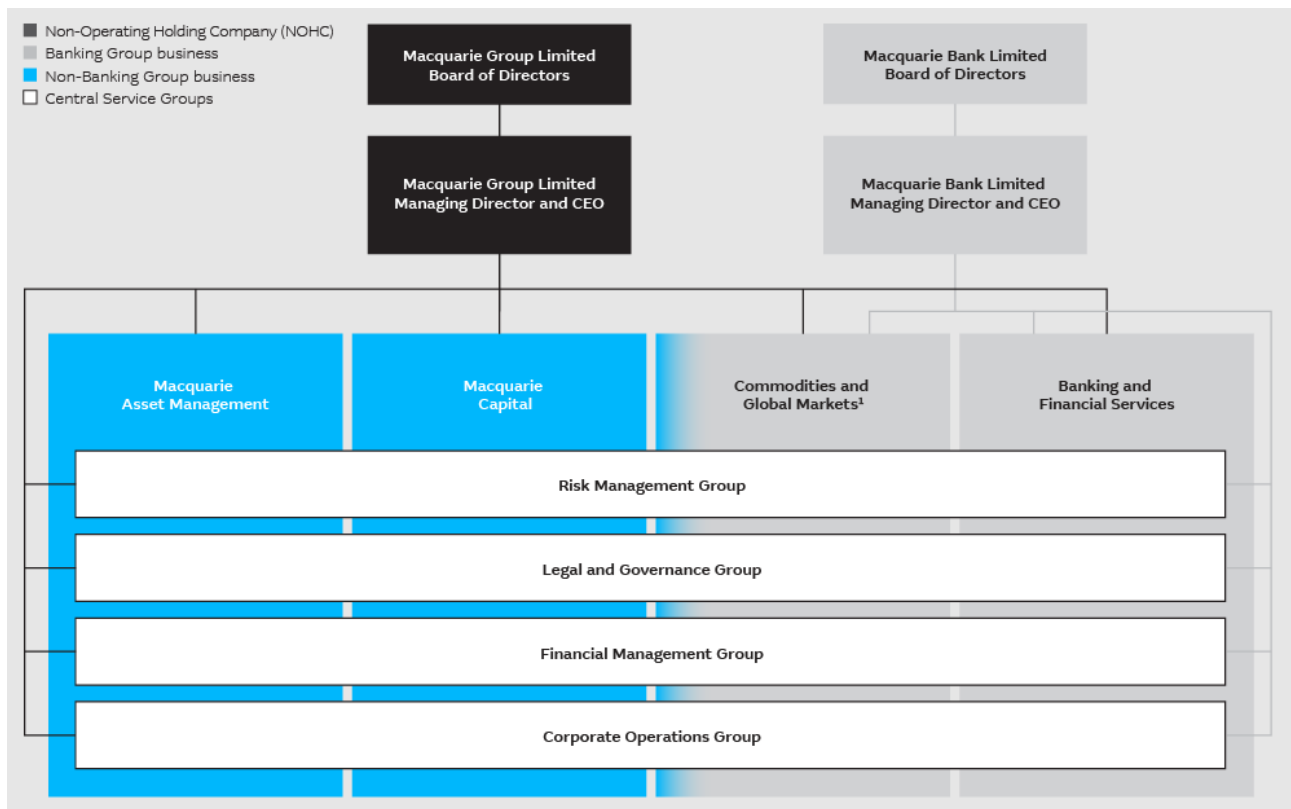 Non-Operating Holding Company (NOHC)
Banking Group business
Non-Banking Group business
Central Service Groups
Macquarie Group Limited
Board of Directors
Macquarie Bank Limited
Board of Directors
Macquarie Group Limited
Managing Director and CEO
Macquarie Bank Limited
Managing Director and CEO
Macquarie
Asset Management
Macquarie
Capital
Commodities and
Global Markets¹
Banking and
Financial Services
Risk Management Group
Legal and Governance Group
Financial Management Group
Corporate Operations Group